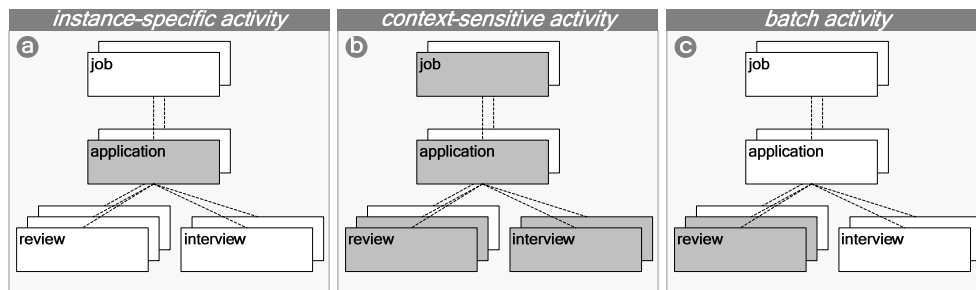 instance-specific activity
a
job
application
review
interview
context-sensitive activity
b
job
application
review
interview
batch activity
c
job
application
review
interview